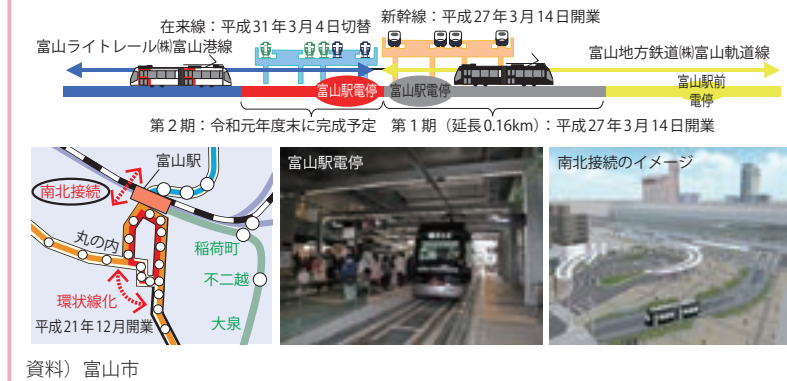 在来線：平成31年3月4日切替
新幹線：平成27年3月14日開業
富山ライトレール㈱富山港線
富山地方鉄道㈱富山軌道線
富山駅電停
富山駅電停
富山駅前
電停
第2期：令和元年度末に完成予定
第1期（延長0.16km）：平成27年3月14日開業
富山駅
南北接続
丸の内
稲荷町
不二越
環状線化
平成21年12月開業
大泉
富山駅電停
南北接続のイメージ
資料）富山市